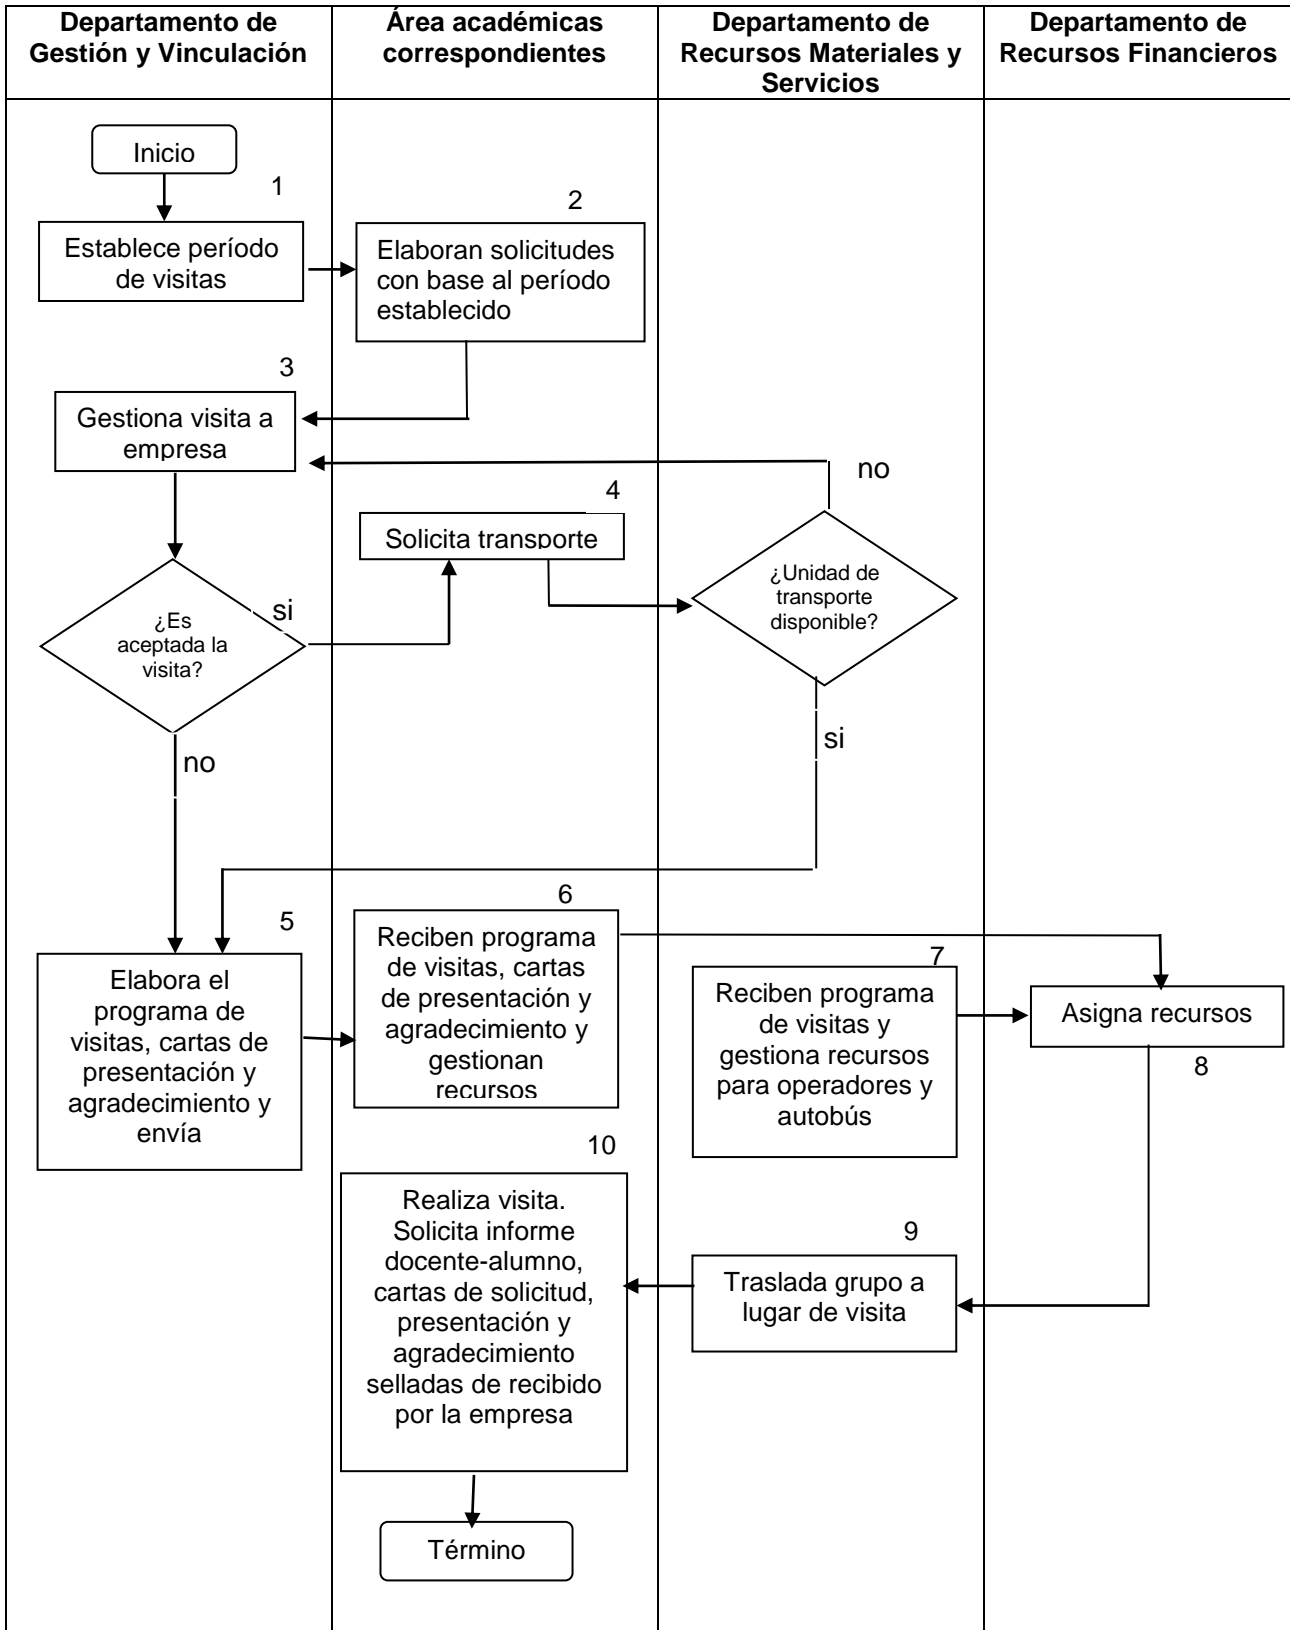 Departamento de
Gestión y Vinculación
Área académicas
correspondientes
Departamento de
Recursos Materiales y
Servicios
Departamento de
Recursos Financieros
Inicio
1
Establece período
de visitas
2
Elaboran solicitudes
con base al período
establecido
3
Gestiona visita a
empresa
no
4
Solicita transporte
¿Unidad de
transporte
disponible?
¿Es
aceptada la
visita?
si
no
si
5
Elabora el
programa de
visitas, cartas de
presentación y
agradecimiento y
envía
6
Reciben programa
de visitas, cartas
de presentación y
agradecimiento y
gestionan
recursos
7
Reciben programa
de visitas y
gestiona recursos
para operadores y
autobús
Asigna recursos
8
9
Traslada grupo a
lugar de visita
10
Realiza visita.
Solicita informe
docente-alumno,
cartas de solicitud,
presentación y
agradecimiento
selladas de recibido
por la empresa
Término